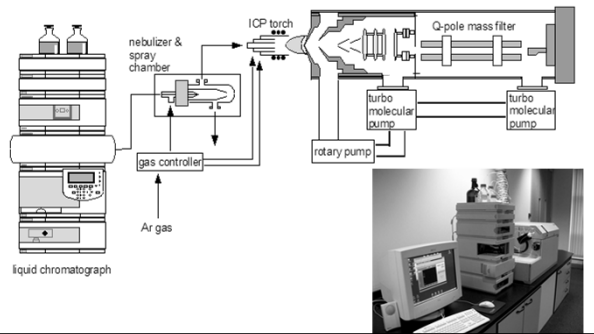 ICP torch
nebulizer &
spray
chamber
Q-pole mass filter
turbo
molecular
pump
turbo
molecular
pump
rotary pump
gas controller
Ar gas
liquid chromatograph